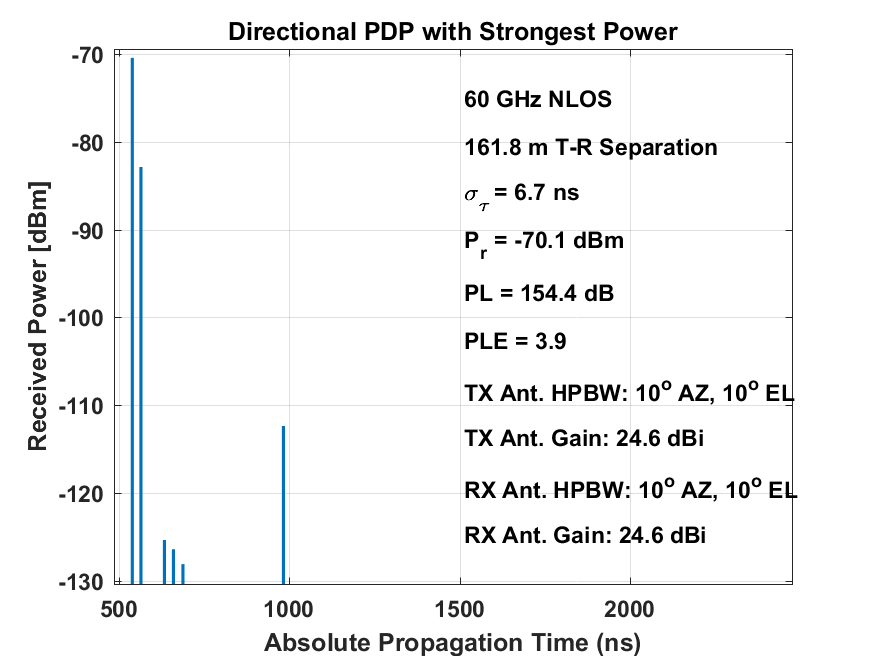 Directional PDP with Strongest Power
-70
-80
-90
-100
-110
-120
-130
Received Power [dBm]
60 GHz NLOS
161.8 m T-R Separation
σ_τ = 6.7 ns
P_r = -70.1 dBm
PL = 154.4 dB
PLE = 3.9
TX Ant. HPBW: 10° AZ, 10° EL
TX Ant. Gain: 24.6 dBi
RX Ant. HPBW: 10° AZ, 10° EL
RX Ant. Gain: 24.6 dBi
500 1000 1500 2000
Absolute Propagation Time (ns)